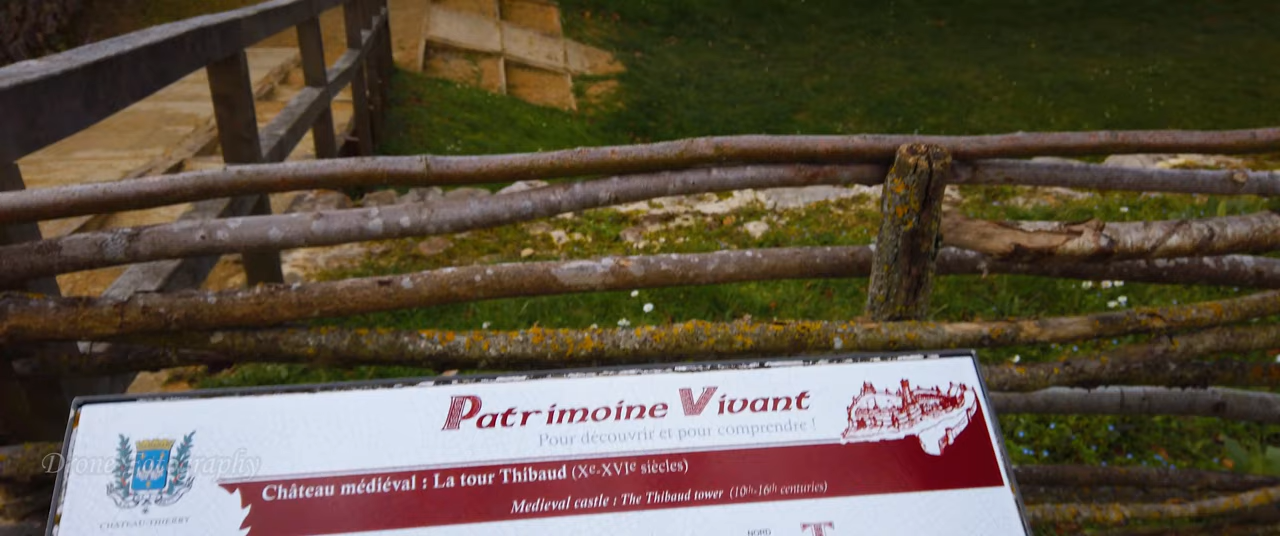 Patrimoine Vivant
Pour découvrir et pour comprendre !
Château médiéval : La tour Thibaud (Xe-XVIe siècles)
Medieval castle : The Thibaud tower (10th-16th centuries)
CHÂTEAU-THIERRY
NORD
T